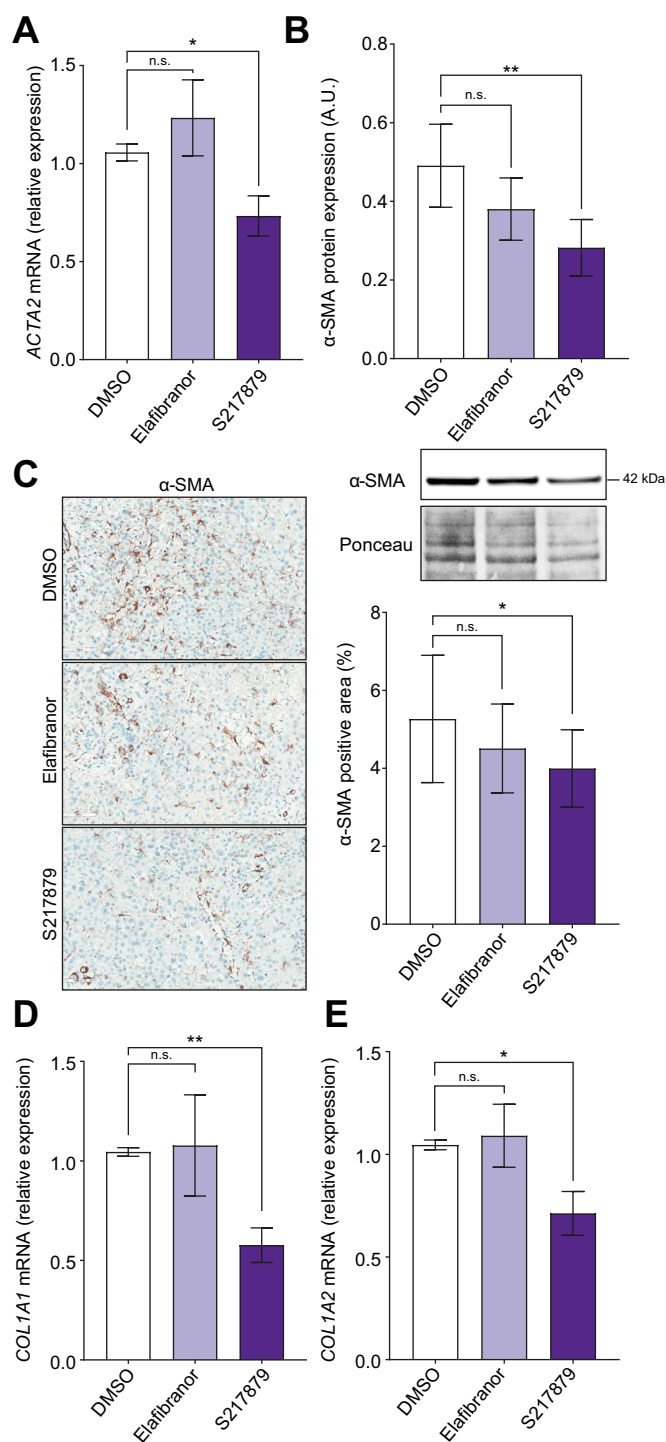 A
ACTA2 mRNA (relative expression)
1.5
1.0
0.5
0.0
n.s.
*
DMSO
Elafibranor
S217879
B
α-SMA protein expression (A.U.)
0.8
0.6
0.4
0.2
0.0
n.s.
**
DMSO
Elafibranor
S217879
α-SMA
42 kDa
Ponceau
C
α-SMA
DMSO
Elafibranor
S217879
α-SMA positive area (%)
8
6
4
2
0
n.s.
*
DMSO
Elafibranor
S217879
D
COL1A1 mRNA (relative expression)
1.5
1.0
0.5
0.0
n.s.
**
DMSO
Elafibranor
S217879
E
COL1A2 mRNA (relative expression)
1.5
1.0
0.5
0.0
n.s.
*
DMSO
Elafibranor
S217879